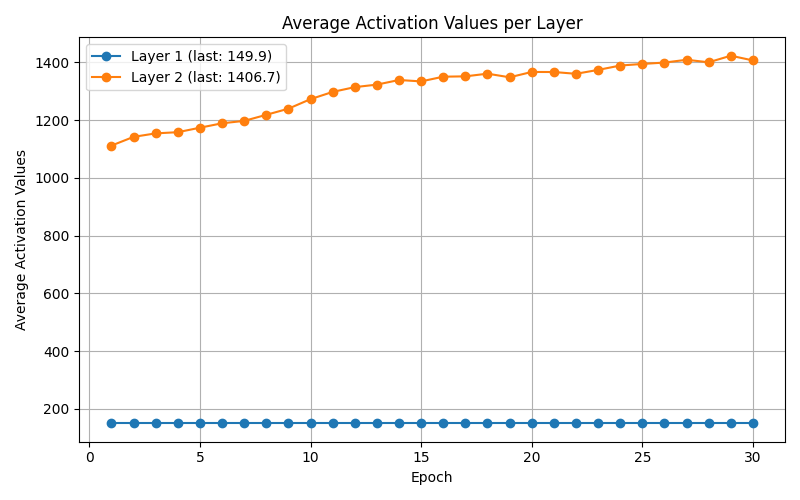 Average Activation Values per Layer
Layer 1 (last: 149.9)
Layer 2 (last: 1406.7)
1400
1200
1000
800
600
400
200
Average Activation Values
0 5 10 15 20 25 30
Epoch